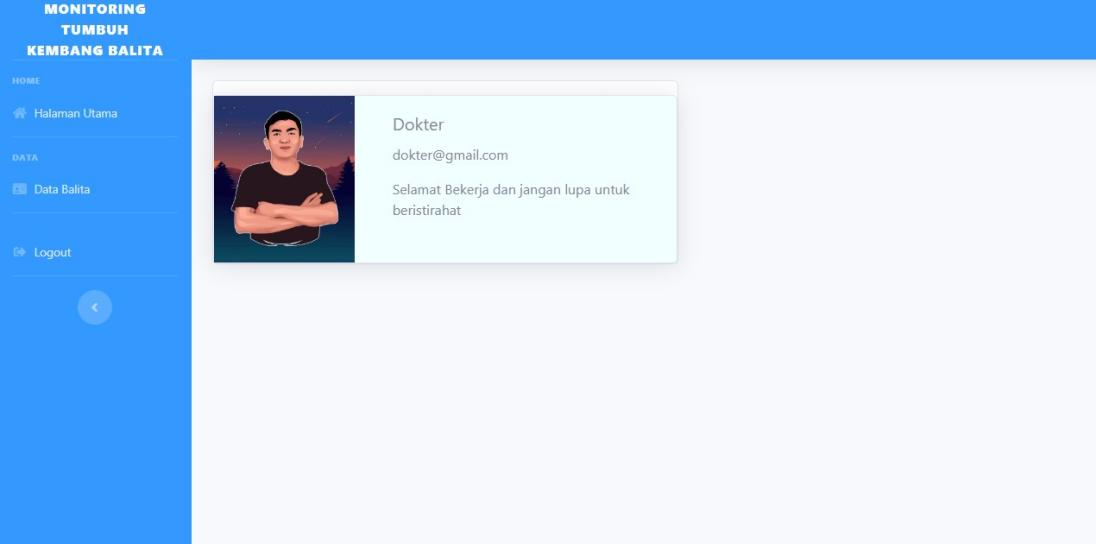 MONITORING
TUMBUH
KEMBANG BALITA
HOME
Halaman Utama
DATA
Data Balita
Logout
Dokter
dokter@gmail.com
Selamat Bekerja dan jangan lupa untuk
beristirahat